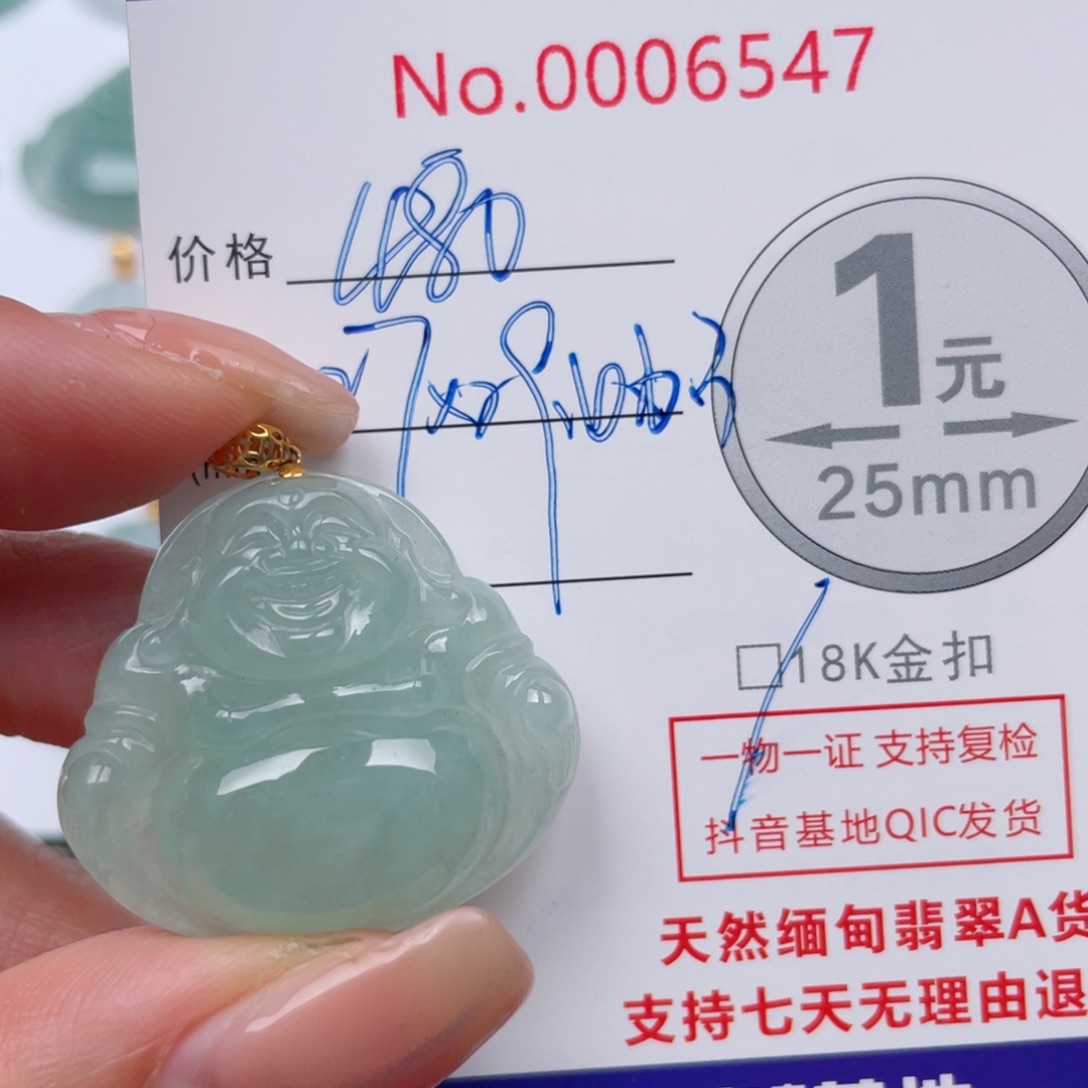 No.0006547
价格 480
1元
25mm
□18K金扣
一物一证 支持复检
抖音基地QIC发货
天然缅甸翡翠A货
支持七天无理由退